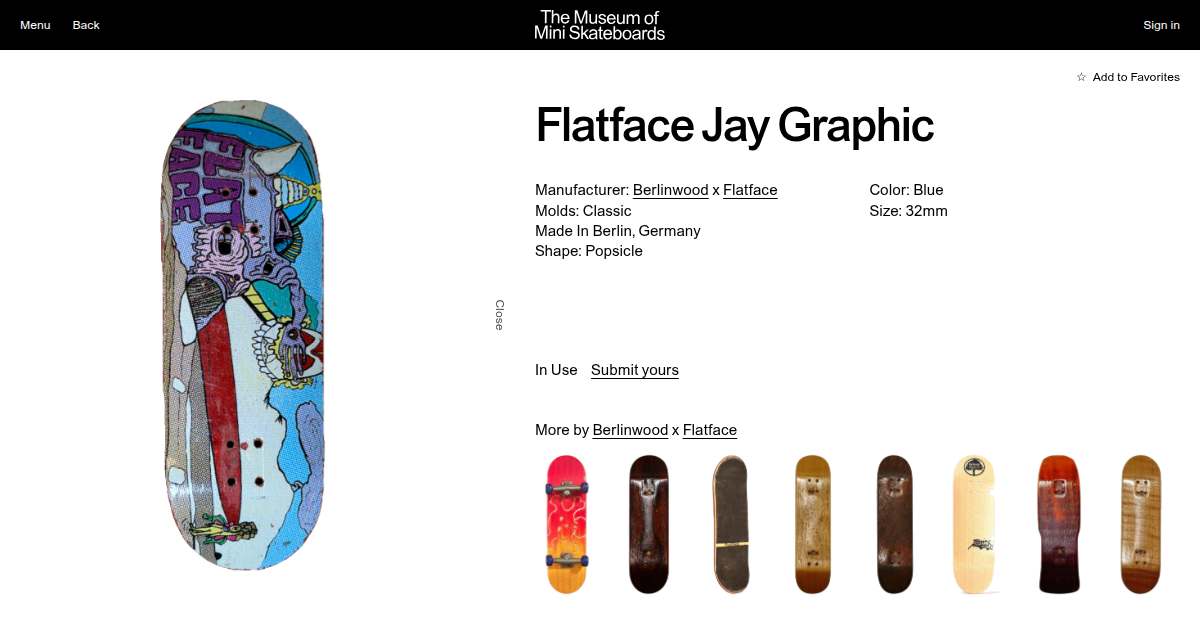 Menu
Back
The Museum of
Mini Skateboards
Sign in
☆ Add to Favorites
FLAT
FACE
Close
Flatface Jay Graphic
Manufacturer: Berlinwood x Flatface
Molds: Classic
Made In Berlin, Germany
Shape: Popsicle
Color: Blue
Size: 32mm
In Use
Submit yours
More by Berlinwood x Flatface